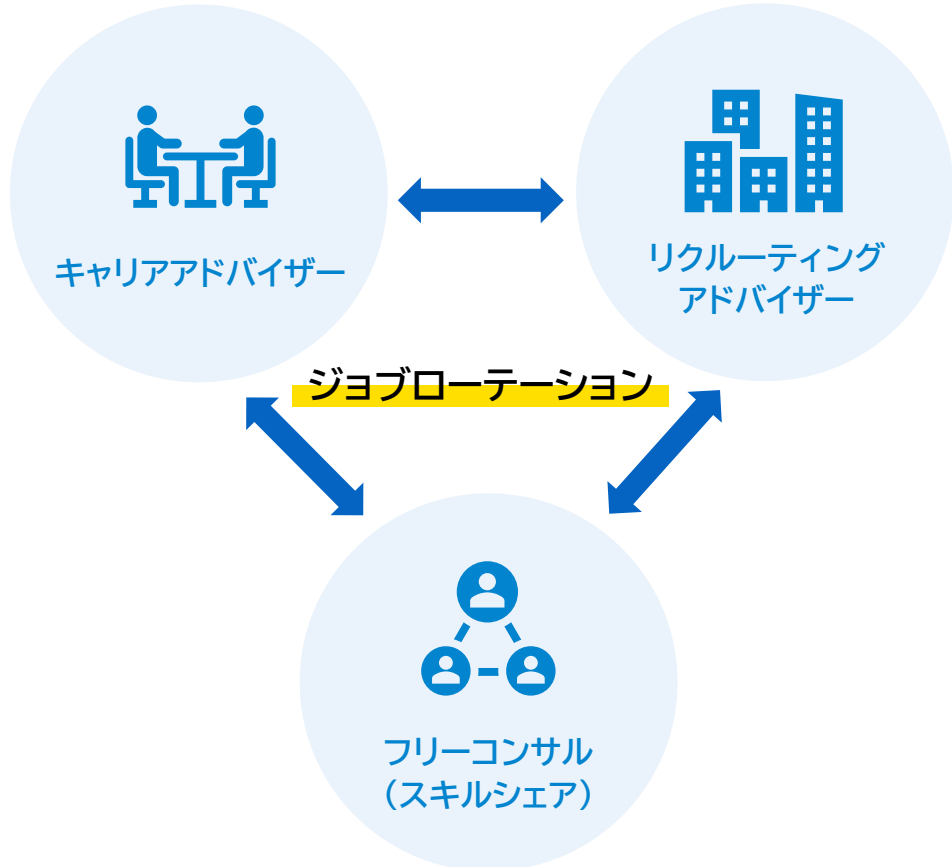 キャリアアドバイザー
リクルーティング
アドバイザー
ジョブローテーション
フリーコンサル
(スキルシェア)